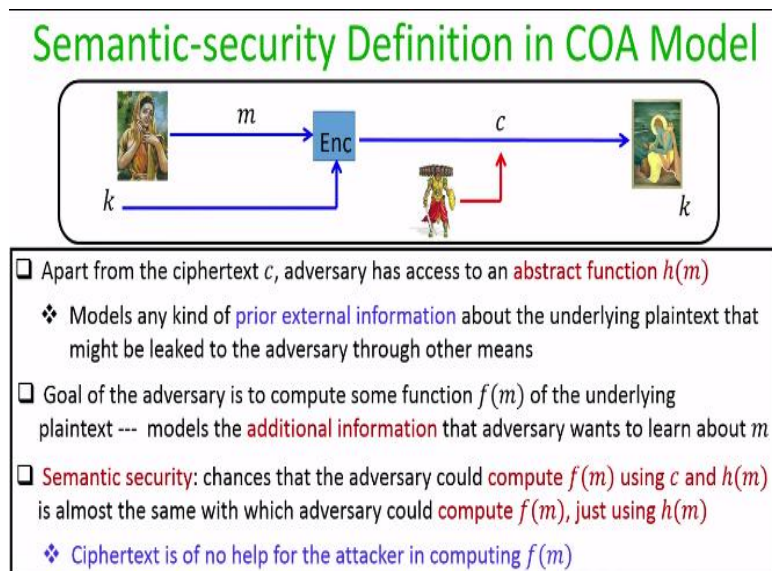 Semantic-security Definition in COA Model
m
c
Enc
k
k
❑ Apart from the ciphertext c, adversary has access to an abstract function h(m)
❖ Models any kind of prior external information about the underlying plaintext that
might be leaked to the adversary through other means
❑ Goal of the adversary is to compute some function f(m) of the underlying
plaintext --- models the additional information that adversary wants to learn about m
❑ Semantic security: chances that the adversary could compute f(m) using c and h(m)
is almost the same with which adversary could compute f(m), just using h(m)
❖ Ciphertext is of no help for the attacker in computing f(m)